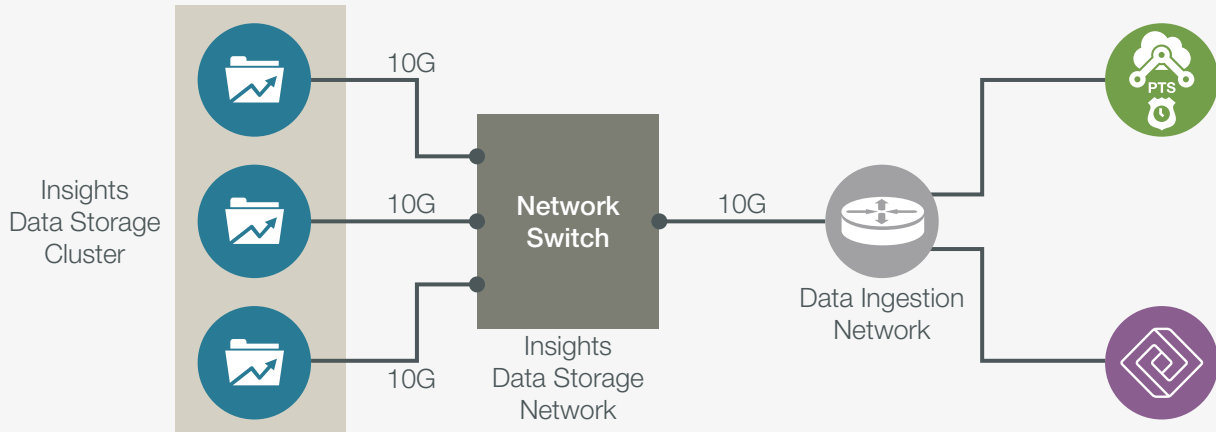 Insights
Data Storage
Cluster
10G
10G
10G
Network
Switch
Insights
Data Storage
Network
10G
Data Ingestion
Network
PTS